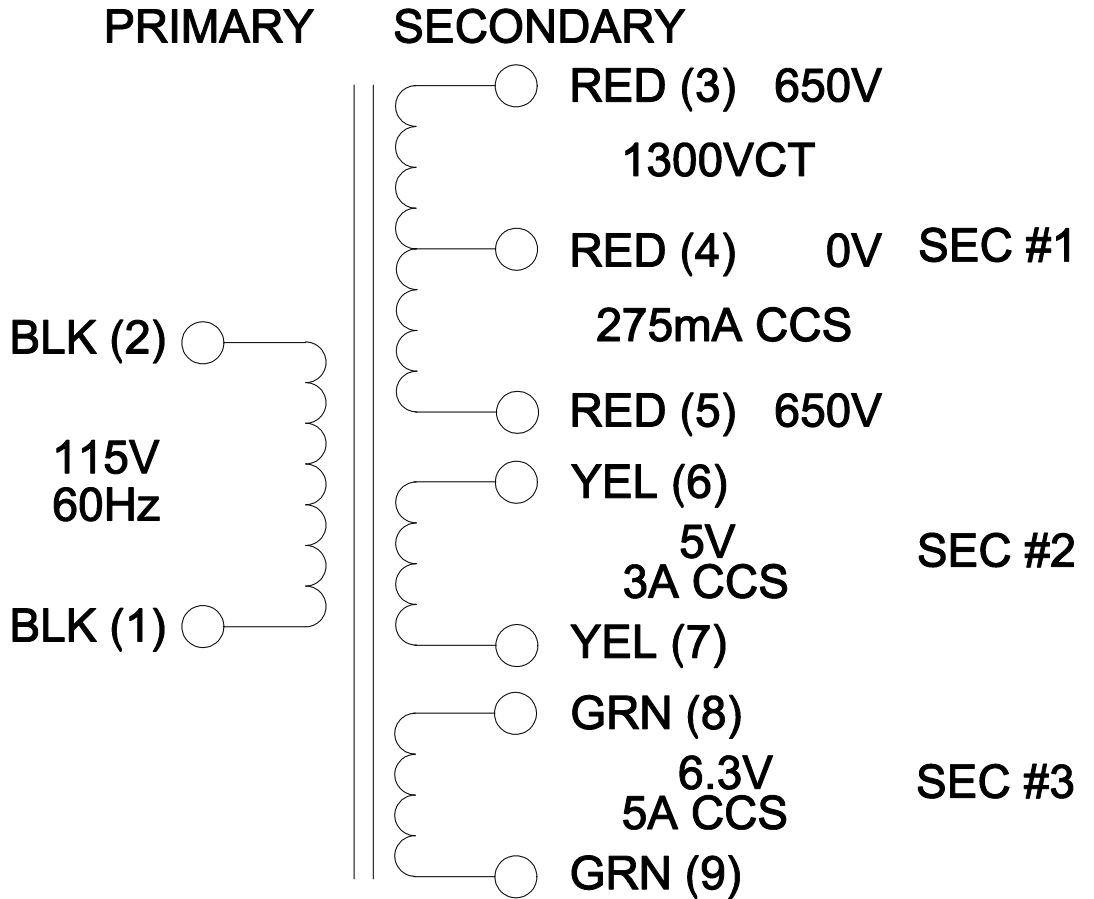 PRIMARY SECONDARY
RED (3) 650V
1300VCT
RED (4) 0V SEC #1
275mA CCS
BLK (2)
RED (5) 650V
115V
60Hz
YEL (6)
5V SEC #2
3A CCS
BLK (1)
YEL (7)
GRN (8)
6.3V SEC #3
5A CCS
GRN (9)